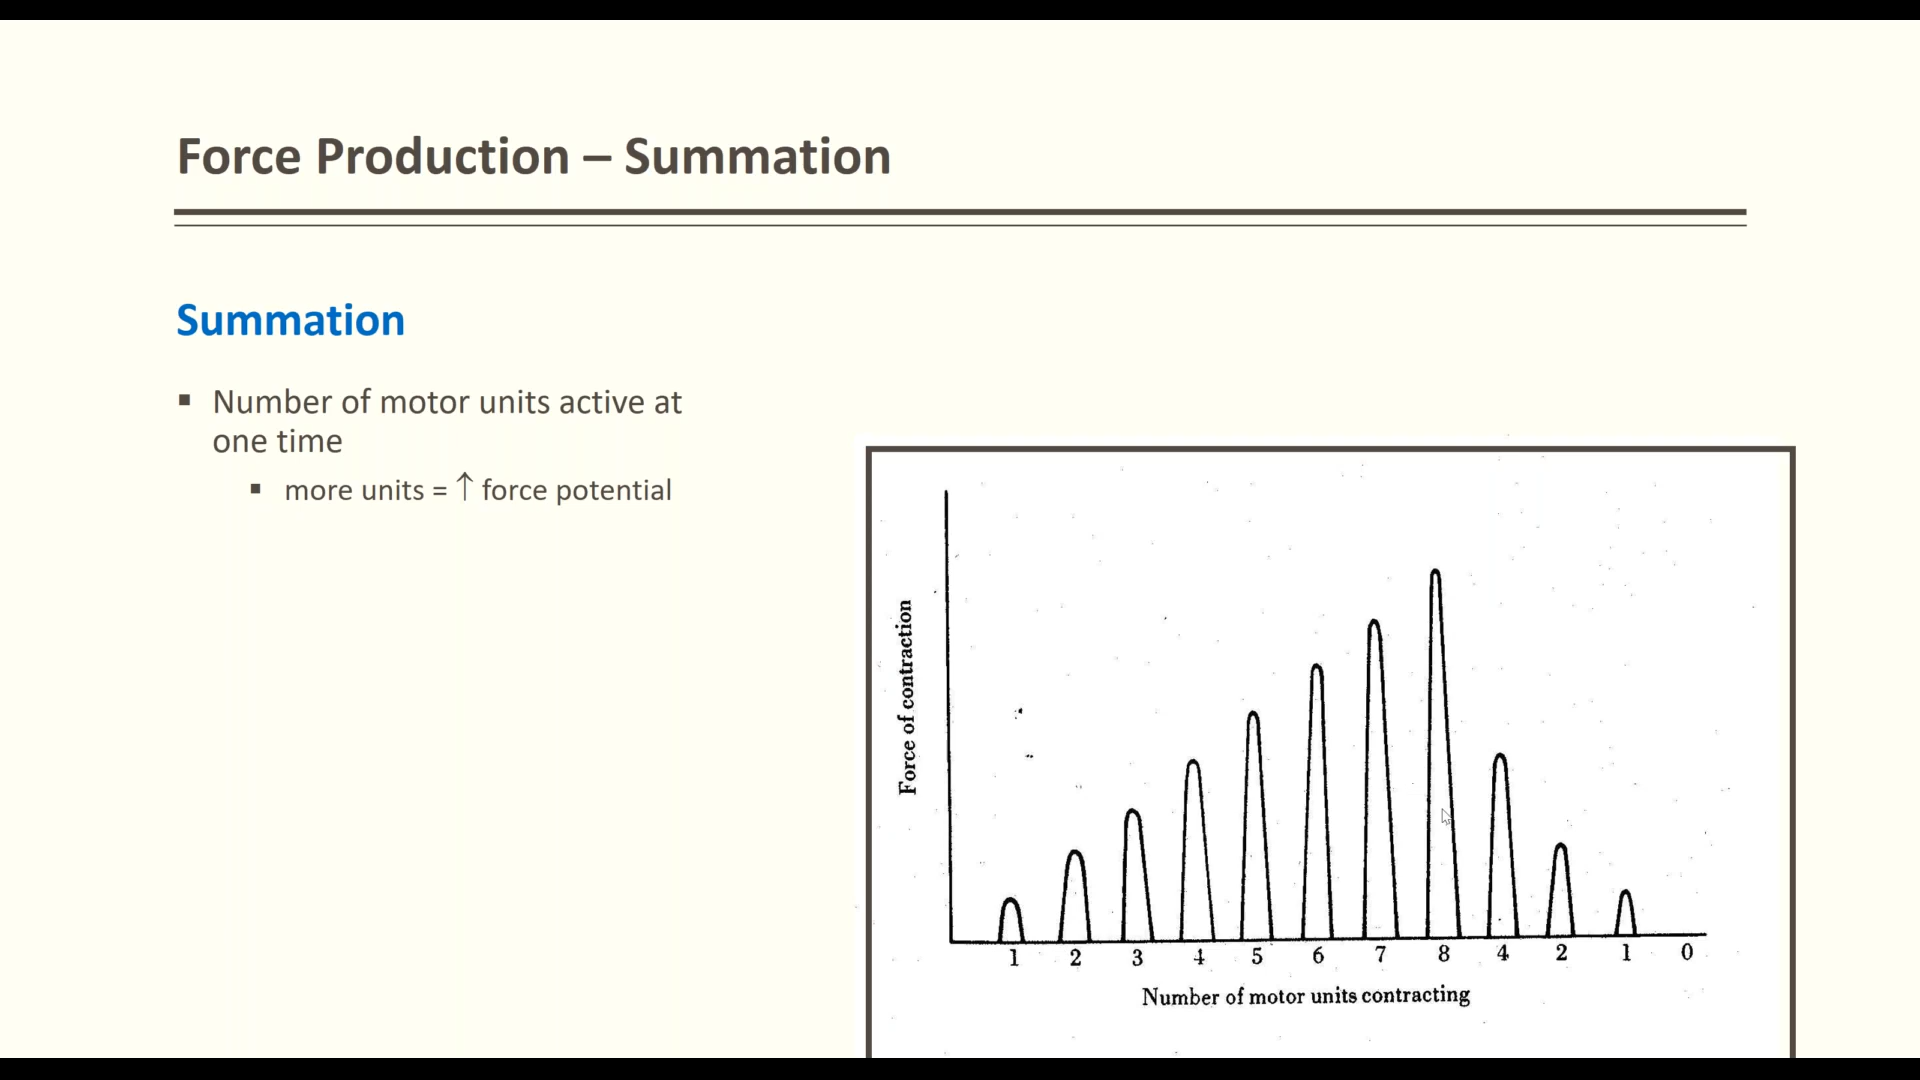 Force Production – Summation
Summation
▪ Number of motor units active at
one time
▪ more units = ↑ force potential
Force of contraction
1 2 3 4 5 6 7 8 4 2 1 0
Number of motor units contracting